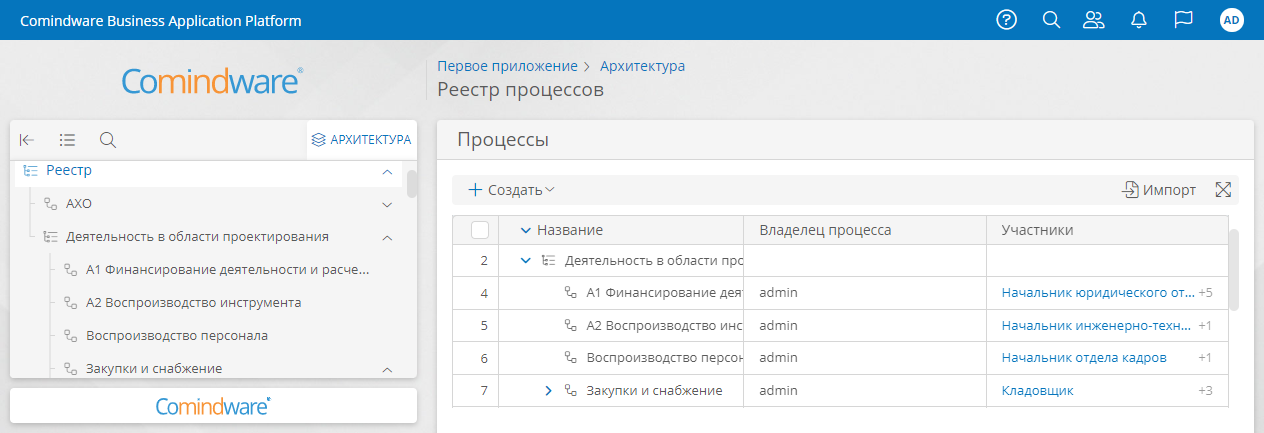 Comindware Business Application Platform
AD
Comindware®
Первое приложение > Архитектура
Реестр процессов
АРХИТЕКТУРА
Реестр
АХО
Деятельность в области проектирования
А1 Финансирование деятельности и расче...
А2 Воспроизводство инструмента
Воспроизводство персонала
Закупки и снабжение
Comindware
Процессы
Создать
Импорт
Название Владелец процесса Участники
2 Деятельность в области про
4 А1 Финансирование дея admin Начальник юридического от... +5
5 А2 Воспроизводство инс admin Начальник инженерно-техн... +1
6 Воспроизводство персон admin Начальник отдела кадров +1
7 Закупки и снабжение admin Кладовщик +3